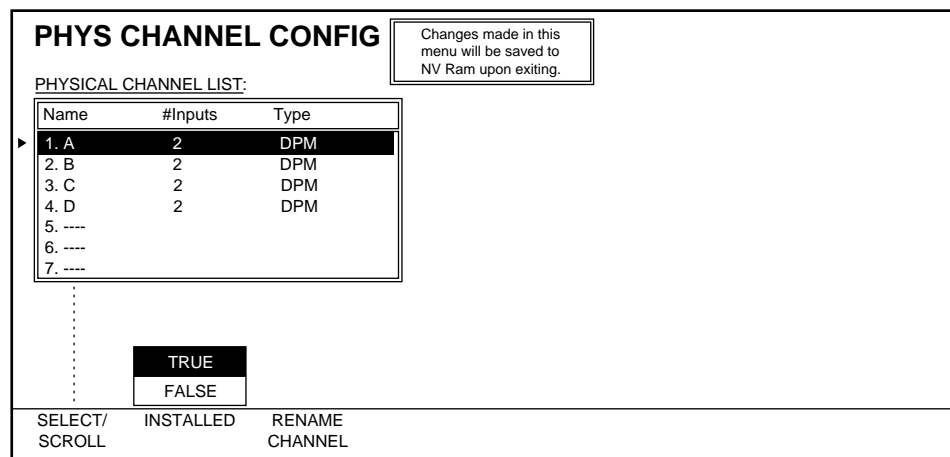 PHYS CHANNEL CONFIG
Changes made in this
menu will be saved to
NV Ram upon exiting.
PHYSICAL CHANNEL LIST:
Name #Inputs Type
1. A 2 DPM
2. B 2 DPM
3. C 2 DPM
4. D 2 DPM
5. ----
6. ----
7. ----
TRUE
FALSE
SELECT/ INSTALLED RENAME
SCROLL CHANNEL